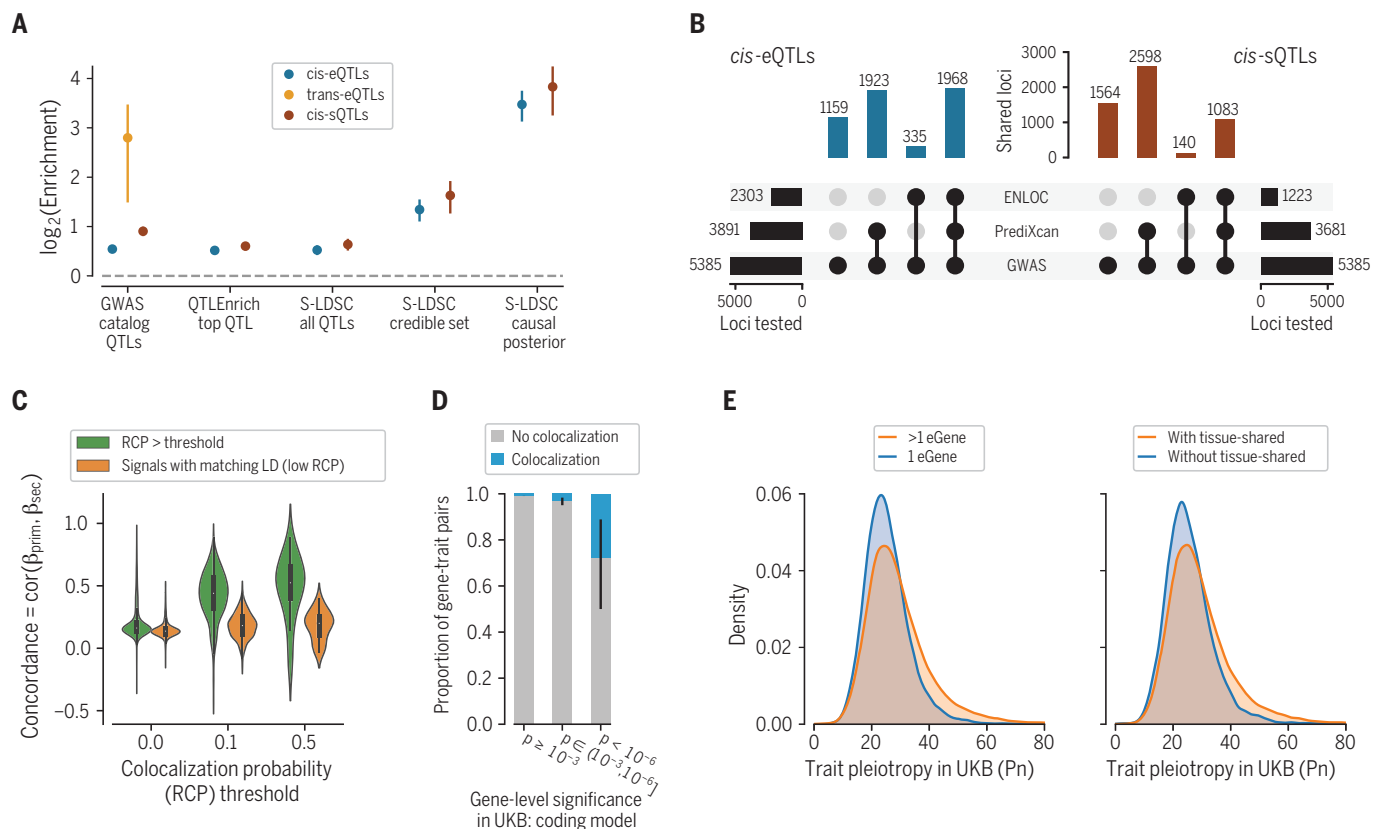 A
log2(Enrichment)
4
3
2
1
0
cis-eQTLs
trans-eQTLs
cis-sQTLs
GWAS
catalog
QTLs
QTLEnrich
top QTL
S-LDSC
all QTLs
S-LDSC
credible set
S-LDSC
causal
posterior
B
cis-eQTLs
1159
1923
335
1968
Shared loci
3000
2000
1000
0
1564
2598
140
1083
cis-sQTLs
2303
ENLOC
1223
3891
PrediXcan
3681
5385
GWAS
5385
5000
0
Loci tested
0
5000
Loci tested
C
RCP > threshold
Signals with matching LD (low RCP)
Concordance = cor(βprim, βsec)
1.0
0.5
0.0
−0.5
0.0
0.1
0.5
Colocalization probability
(RCP) threshold
D
No colocalization
Colocalization
Proportion of gene-trait pairs
1.0
0.8
0.6
0.4
0.2
0.0
p ≥ 10⁻³
p ∈ (10⁻³,10⁻⁶]
p < 10⁻⁶
Gene-level significance
in UKB: coding model
E
>1 eGene
1 eGene
Density
0.06
0.04
0.02
0.00
0
20
40
60
80
Trait pleiotropy in UKB (Pn)
With tissue-shared
Without tissue-shared
0
20
40
60
80
Trait pleiotropy in UKB (Pn)